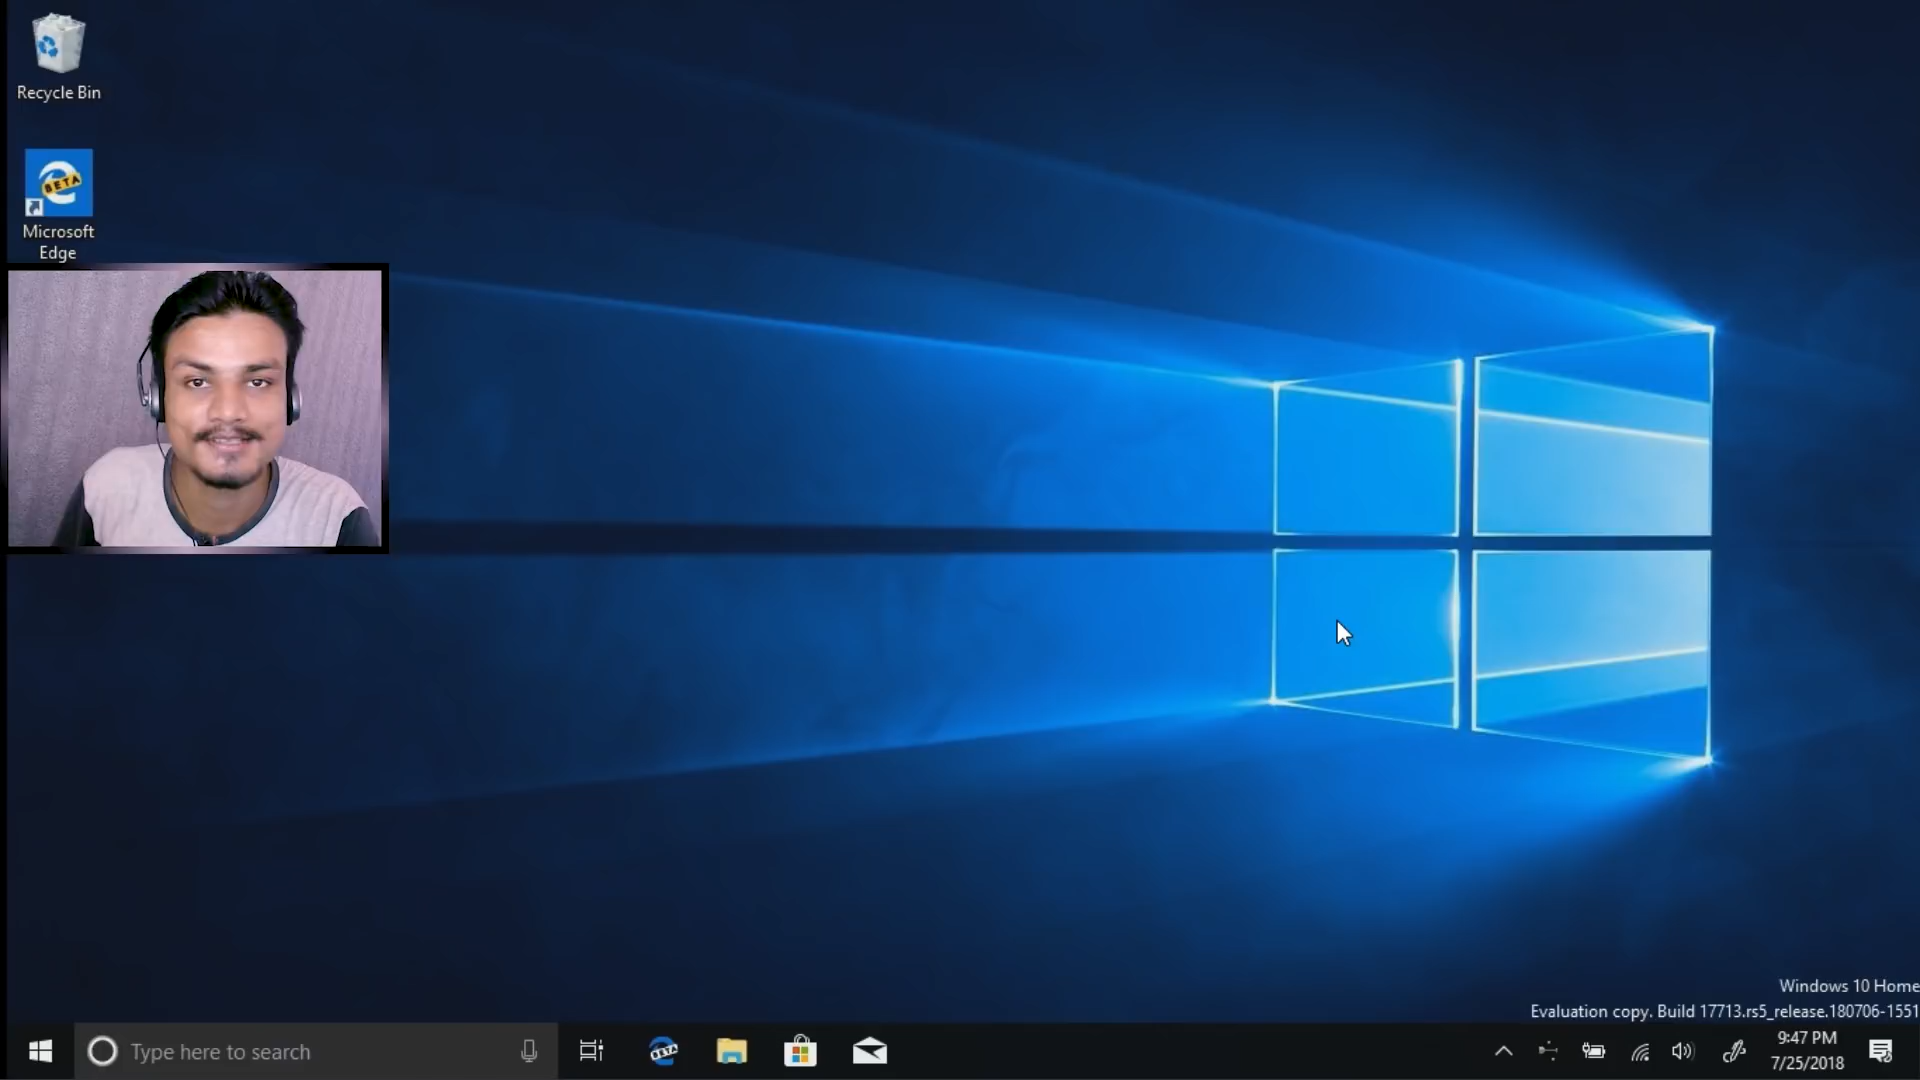 Recycle Bin
BETA
Microsoft
Edge
Windows 10 Home
Evaluation copy. Build 17713.rs5_release.180706-1551
Type here to search
BETA
9:47 PM
7/25/2018